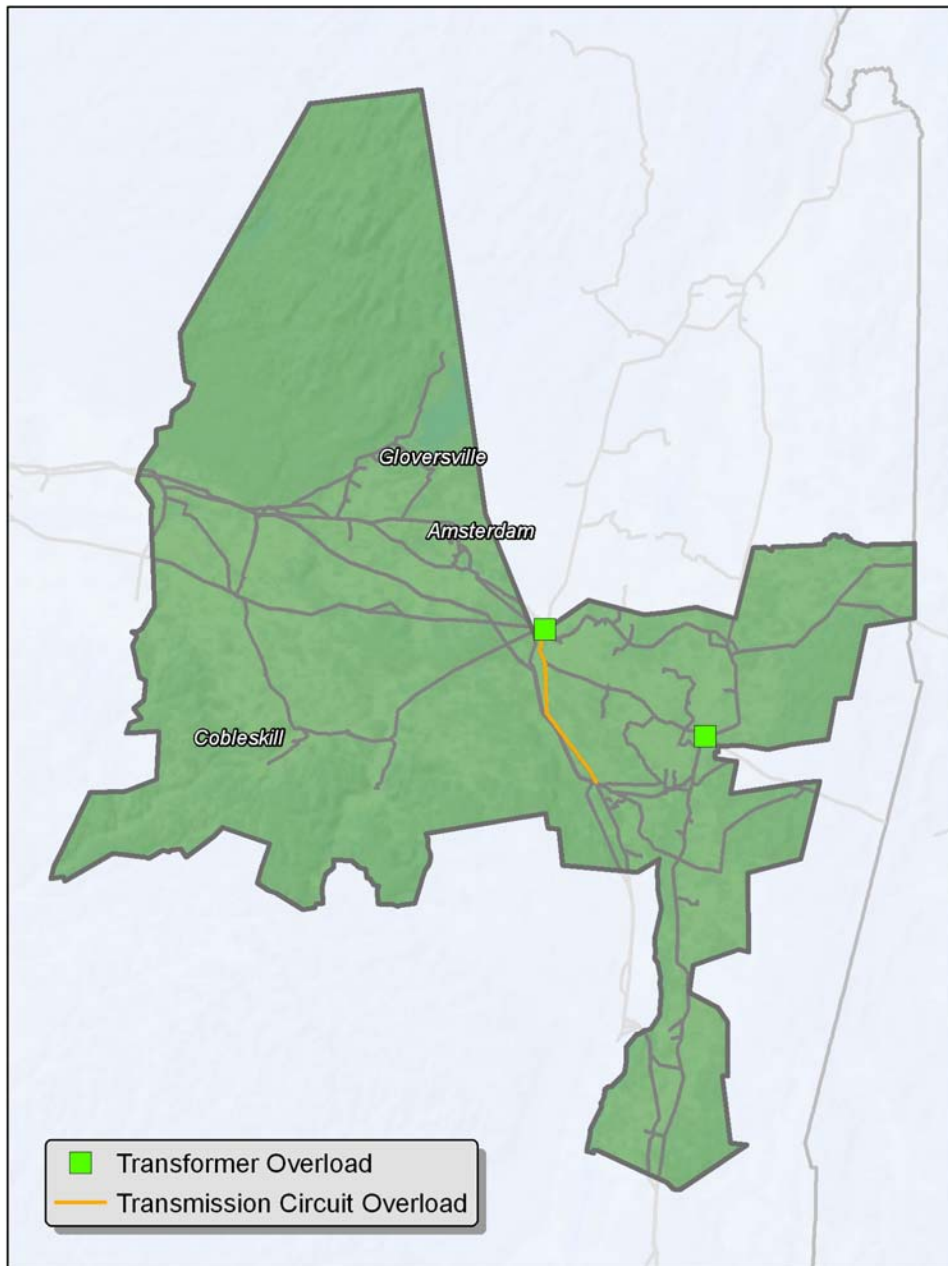 Gloversville
Amsterdam
Cobleskill
Transformer Overload
Transmission Circuit Overload